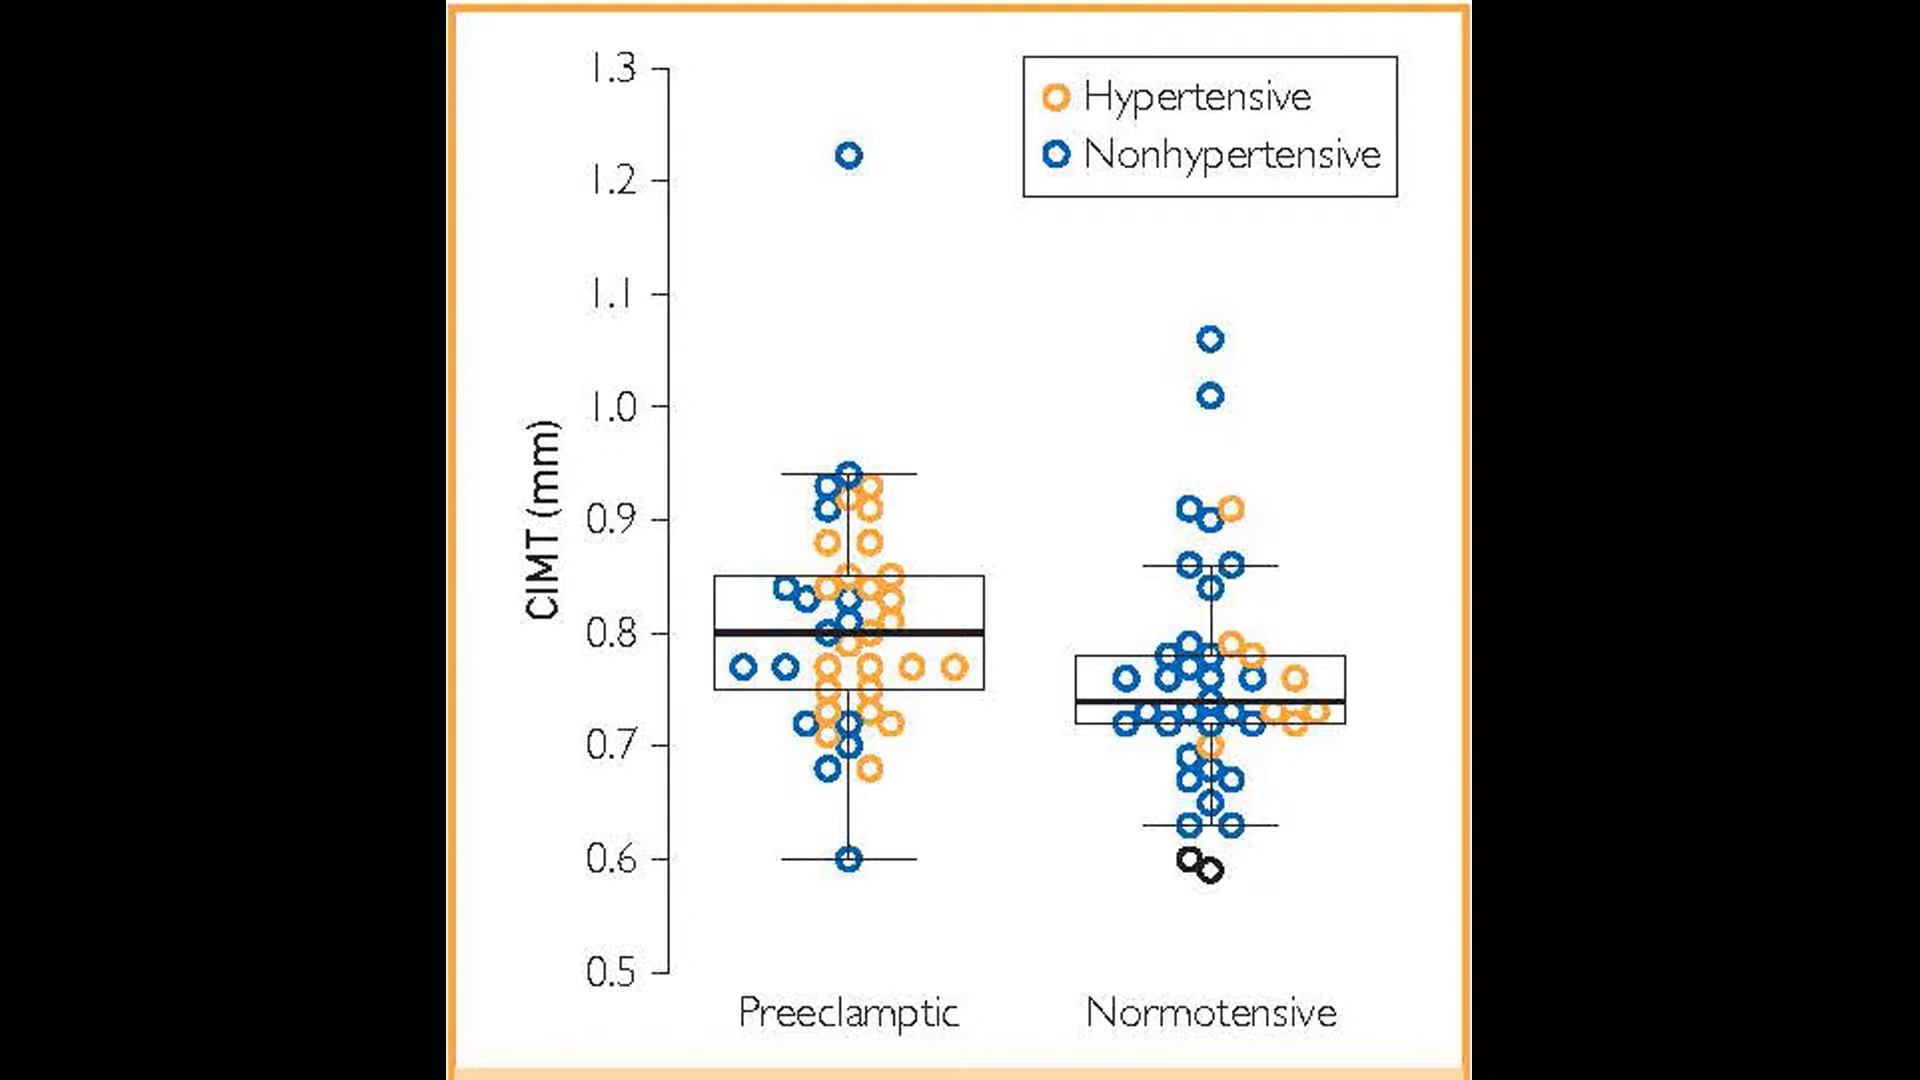 1.3
1.2
1.1
1.0
0.9
0.8
0.7
0.6
0.5
CIMT (mm)
Hypertensive
Nonhypertensive
Preeclamptic
Normotensive